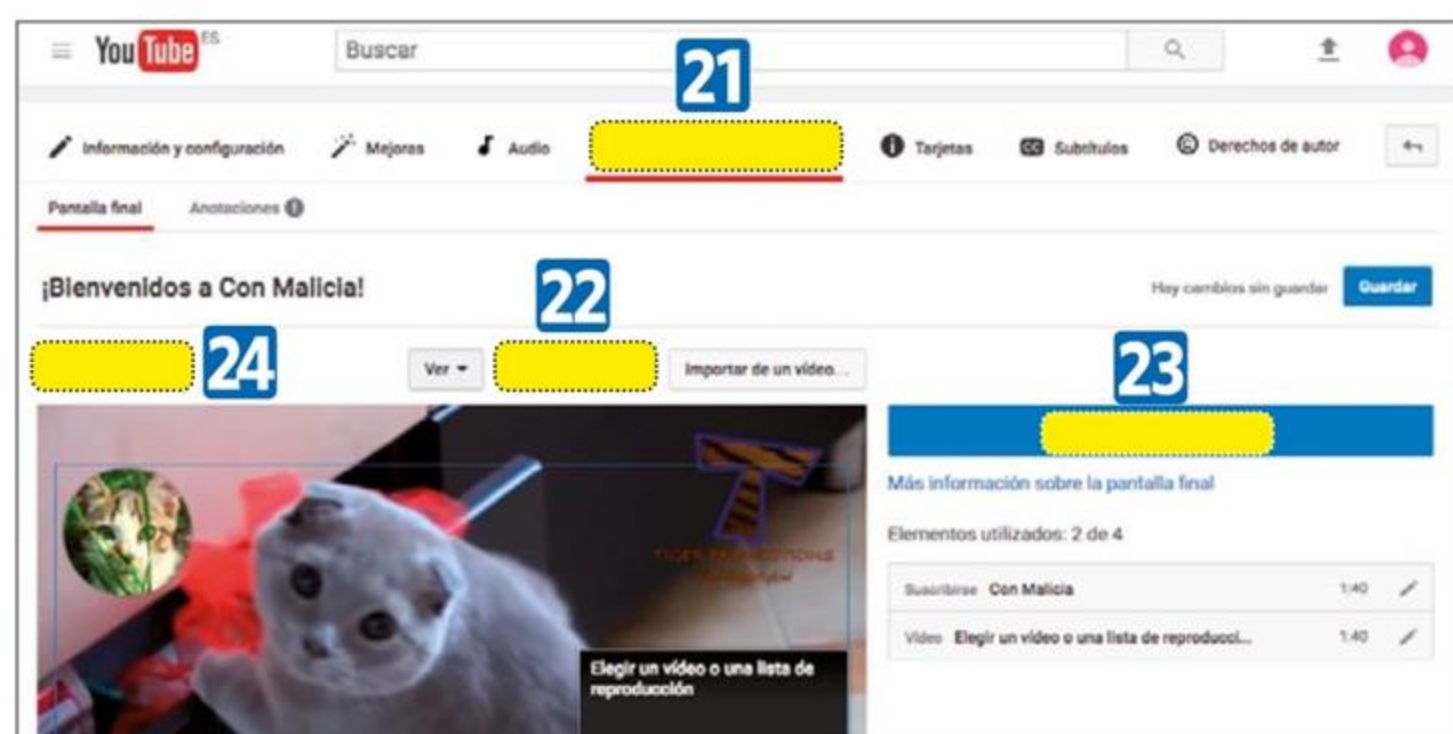 YouTube ES
Buscar
21
Información y configuración Mejoras Audio Tarjetas CC Subtítulos Derechos de autor
Pantalla final Anotaciones
¡Bienvenidos a Con Malicia!
22
Hay cambios sin guardar Guardar
24
Ver
Importar de un vídeo...
23
Más información sobre la pantalla final
Elementos utilizados: 2 de 4
Suscribirse Con Malicia 1:40
Vídeo Elegir un vídeo o una lista de reproducci... 1:40
Elegir un vídeo o una lista de
reproducción